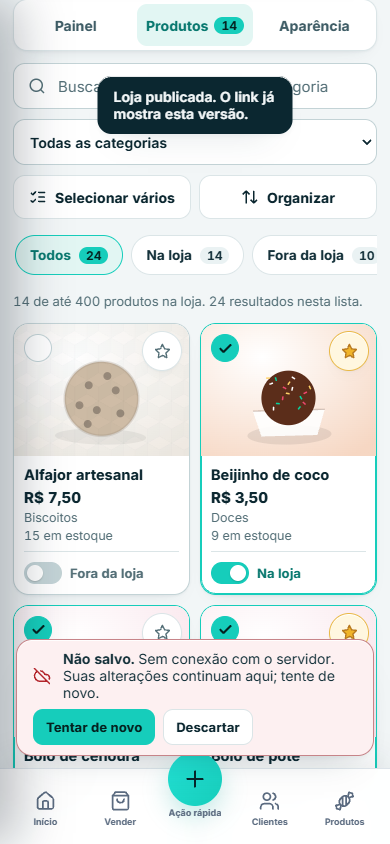 Painel
Produtos 14
Aparência
Busca
goria
Loja publicada. O link já
mostra esta versão.
Todas as categorias
Selecionar vários
Organizar
Todos 24
Na loja 14
Fora da loja 10
14 de até 400 produtos na loja. 24 resultados nesta lista.
Alfajor artesanal
R$ 7,50
Biscoitos
15 em estoque
Fora da loja
Beijinho de coco
R$ 3,50
Doces
9 em estoque
Na loja
Não salvo. Sem conexão com o servidor.
Suas alterações continuam aqui; tente de
novo.
Tentar de novo
Descartar
Bolo de cenoura
Bolo de pote
Início
Vender
Ação rápida
Clientes
Produtos